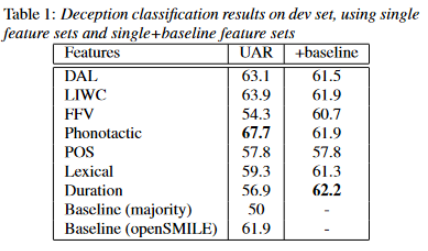 Table 1: Deception classification results on dev set, using single
feature sets and single+baseline feature sets
Features UAR +baseline
DAL 63.1 61.5
LIWC 63.9 61.9
FFV 54.3 60.7
Phonotactic 67.7 61.9
POS 57.8 57.8
Lexical 59.3 61.3
Duration 56.9 62.2
Baseline (majority) 50 -
Baseline (openSMILE) 61.9 -